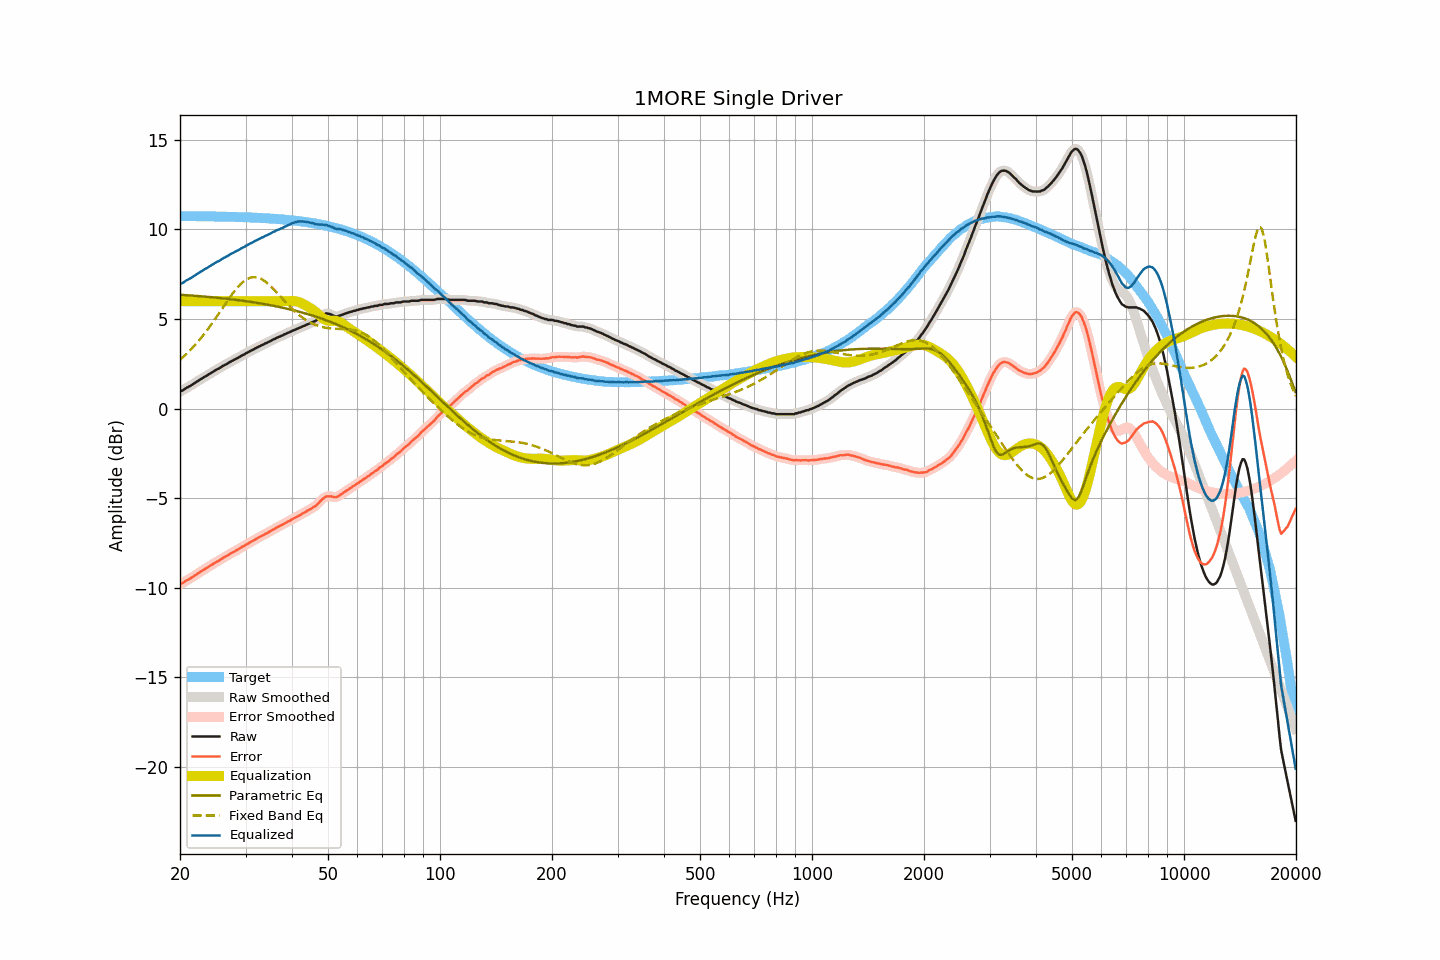 1MORE Single Driver
15
10
5
0
−5
−10
−15
−20
Amplitude (dBr)
Target
Raw Smoothed
Error Smoothed
Raw
Error
Equalization
Parametric Eq
Fixed Band Eq
Equalized
20 50 100 200 500 1000 2000 5000 10000 20000
Frequency (Hz)